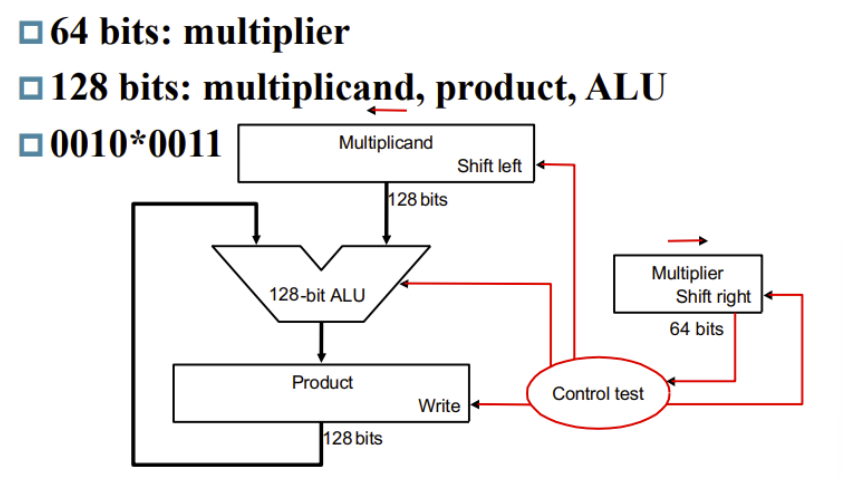 64 bits: multiplier
128 bits: multiplicand, product, ALU
0010*0011
Multiplicand
Shift left
128 bits
128-bit ALU
Multiplier
Shift right
64 bits
Product
Write
Control test
128 bits